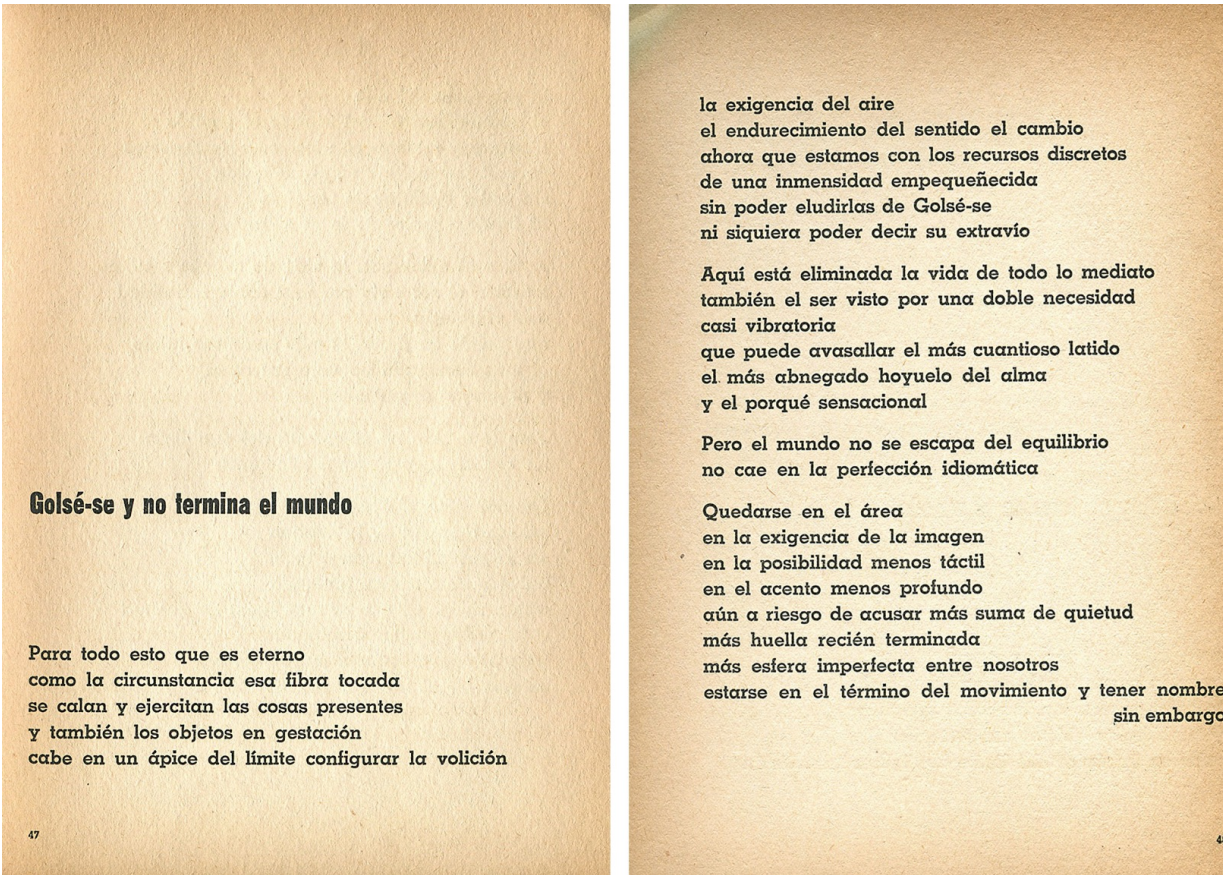 Golsé-se y no termina el mundo
Para todo esto que es eterno
como la circunstancia esa fibra tocada
se calan y ejercitan las cosas presentes
y también los objetos en gestación
cabe en un ápice del límite configurar la volición
47
la exigencia del aire
el endurecimiento del sentido el cambio
ahora que estamos con los recursos discretos
de una inmensidad empequeñecida
sin poder eludirlas de Golsé-se
ni siquiera poder decir su extravío
Aquí está eliminada la vida de todo lo mediato
también el ser visto por una doble necesidad
casi vibratoria
que puede avasallar el más cuantioso latido
el más abnegado hoyuelo del alma
y el porqué sensacional
Pero el mundo no se escapa del equilibrio
no cae en la perfección idiomática
Quedarse en el área
en la exigencia de la imagen
en la posibilidad menos táctil
en el acento menos profundo
aún a riesgo de acusar más suma de quietud
más huella recién terminada
más esfera imperfecta entre nosotros
estarse en el término del movimiento y tener nombre
sin embargo